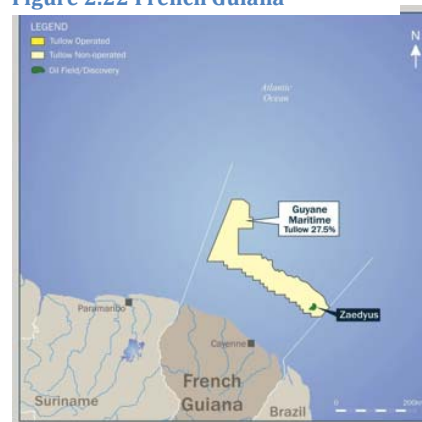 Figure 2.22 French Guiana
LEGEND
Tullow Operated
Tullow Non-operated
Oil Field/Discovery
N
Atlantic
Ocean
Guyane
Maritime
Tullow 27.5%
Zaedyus
Paramaribo
Cayenne
French
Guiana
Suriname
Brazil
0